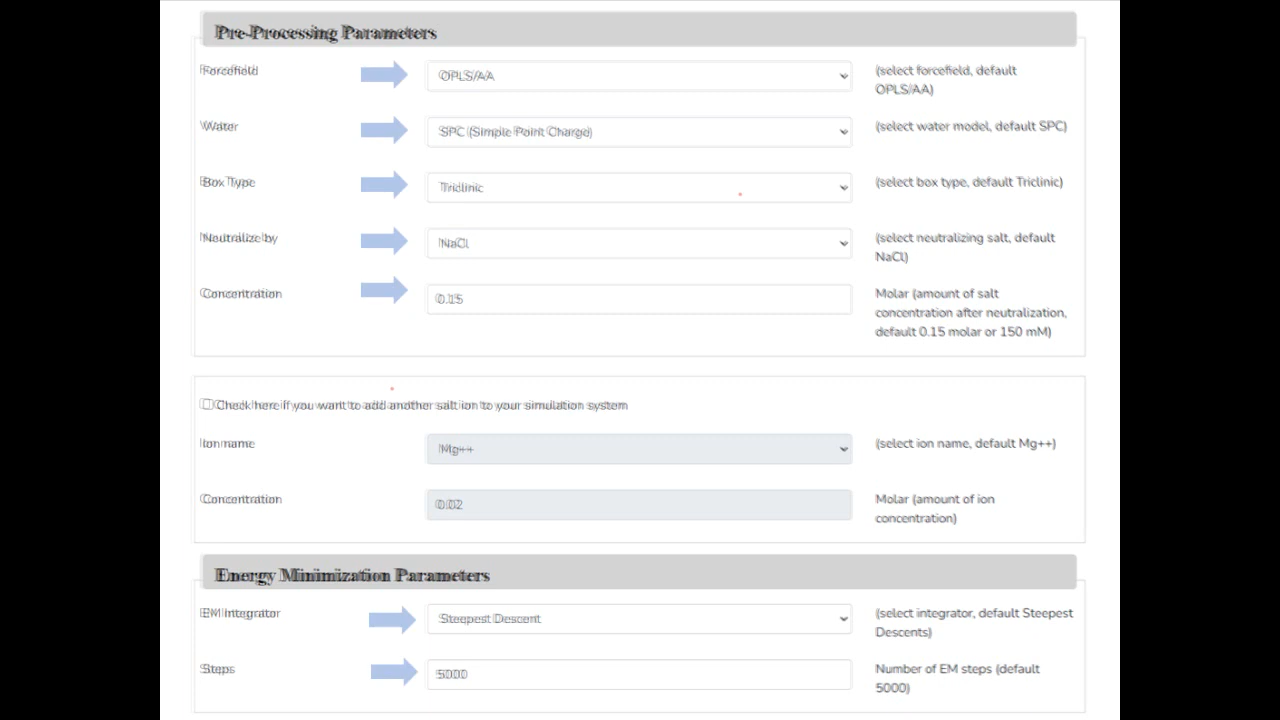 Pre-Processing Parameters
Forcefield
OPLS/AA
(select forcefield, default
OPLS/AA)
Water
SPC (Simple Point Charge)
(select water model, default SPC)
Box Type
Triclinic
(select box type, default Triclinic)
Neutralize by
NaCl
(select neutralizing salt, default
NaCl)
Concentration
0.15
Molar (amount of salt
concentration after neutralization,
default 0.15 molar or 150 mM)
Check here if you want to add another salt ion to your simulation system
Ion name
Mg++
(select ion name, default Mg++)
Concentration
0.02
Molar (amount of ion
concentration)
Energy Minimization Parameters
EM Integrator
Steepest Descent
(select integrator, default Steepest
Descents)
Steps
5000
Number of EM steps (default
5000)